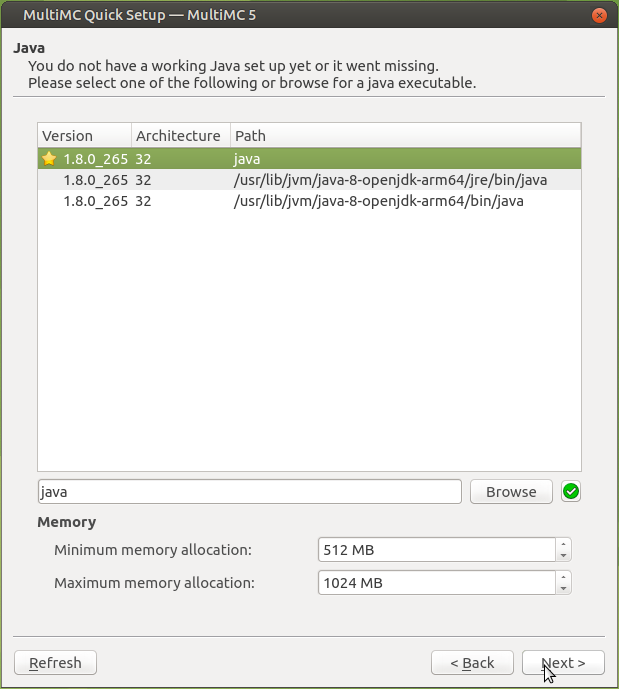 MultiMC Quick Setup — MultiMC 5
Java
You do not have a working Java set up yet or it went missing.
Please select one of the following or browse for a java executable.
Version Architecture Path
1.8.0_265 32 java
1.8.0_265 32 /usr/lib/jvm/java-8-openjdk-arm64/jre/bin/java
1.8.0_265 32 /usr/lib/jvm/java-8-openjdk-arm64/bin/java
java Browse
Memory
Minimum memory allocation: 512 MB
Maximum memory allocation: 1024 MB
Refresh < Back Next >